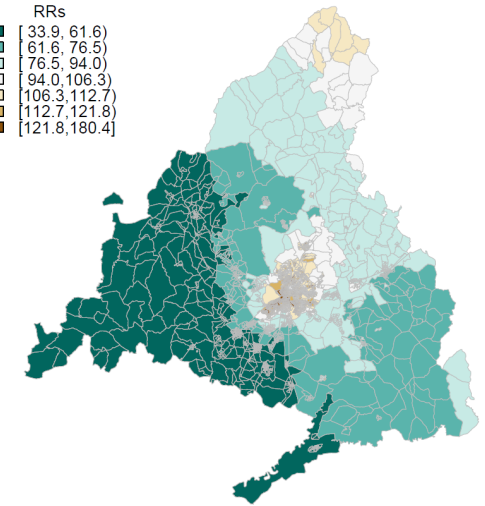 RRs
[ 33.9, 61.6)
[ 61.6, 76.5)
[ 76.5, 94.0)
[ 94.0,106.3)
[106.3,112.7)
[112.7,121.8)
[121.8,180.4]